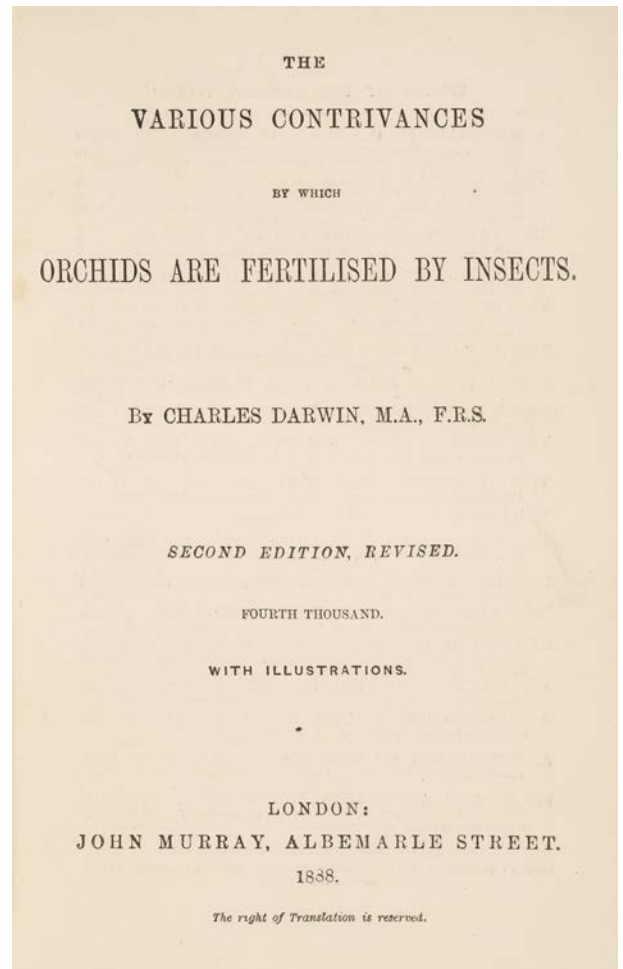 THE
VARIOUS CONTRIVANCES
BY WHICH
ORCHIDS ARE FERTILISED BY INSECTS.
BY CHARLES DARWIN, M.A., F.R.S.
SECOND EDITION, REVISED.
FOURTH THOUSAND.
WITH ILLUSTRATIONS.
LONDON:
JOHN MURRAY, ALBEMARLE STREET.
1888.
The right of Translation is reserved.